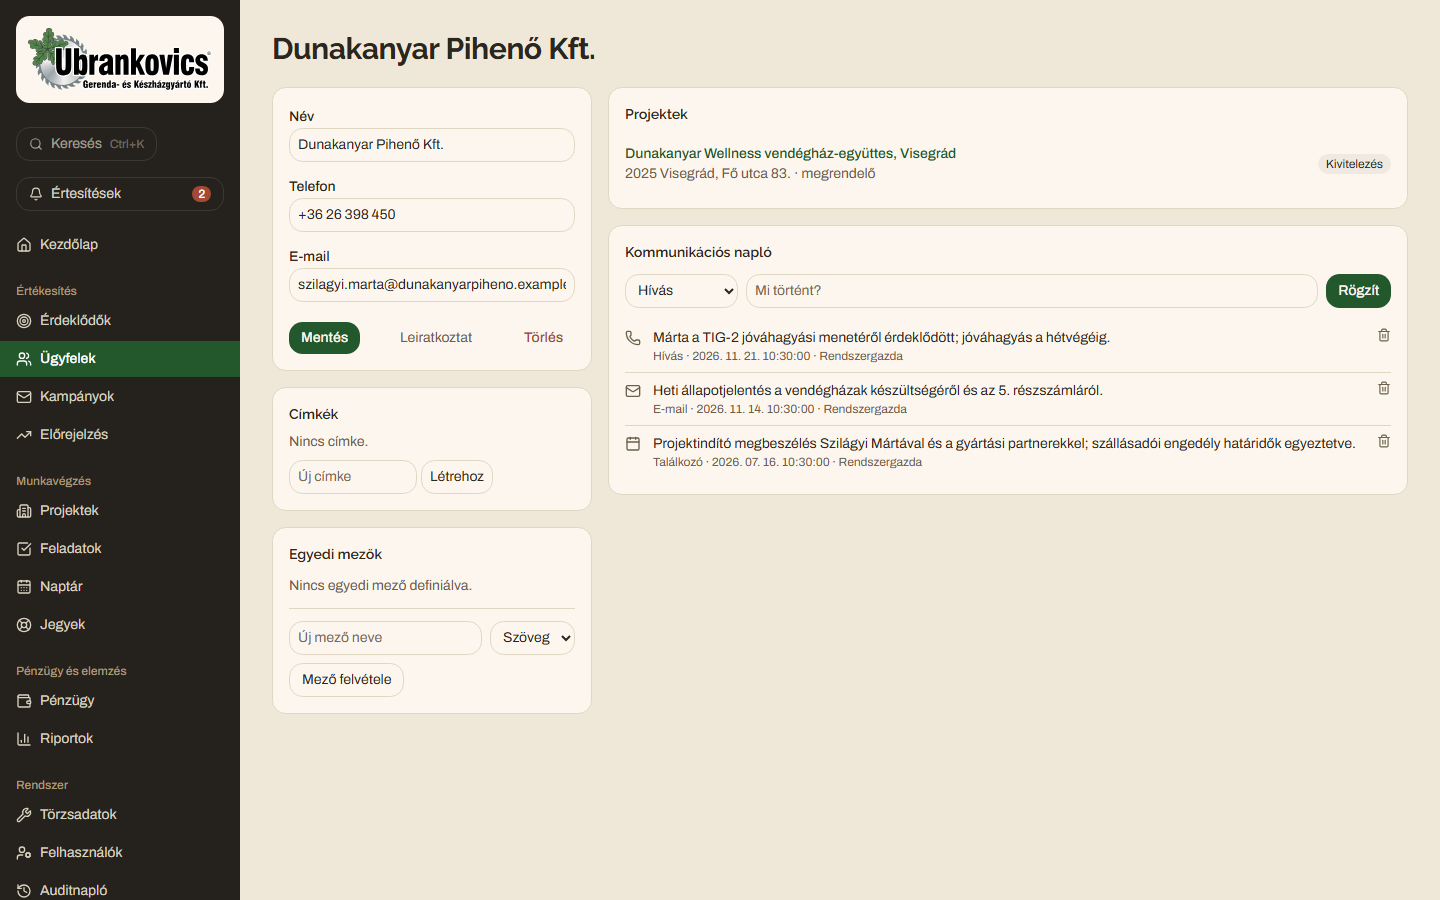 Ubrankovics
Gerenda- és Készházgyártó Kft.
Keresés Ctrl+K
Értesítések 2
Kezdőlap
Értékesítés
Érdeklődők
Ügyfelek
Kampányok
Előrejelzés
Munkavégzés
Projektek
Feladatok
Naptár
Jegyek
Pénzügy és elemzés
Pénzügy
Riportok
Rendszer
Törzsadatok
Felhasználók
Auditnapló
Dunakanyar Pihenő Kft.
Név
Dunakanyar Pihenő Kft.
Telefon
+36 26 398 450
E-mail
szilagyi.marta@dunakanyarpiheno.example
Mentés Leiratkoztat Törlés
Címkék
Nincs címke.
Új címke Létrehoz
Egyedi mezők
Nincs egyedi mező definiálva.
Új mező neve Szöveg
Mező felvétele
Projektek
Dunakanyar Wellness vendégház-együttes, Visegrád
2025 Visegrád, Fő utca 83. · megrendelő
Kivitelezés
Kommunikációs napló
Hívás Mi történt? Rögzít
Márta a TIG-2 jóváhagyási menetéről érdeklődött; jóváhagyás a hétvégéig.
Hívás · 2026. 11. 21. 10:30:00 · Rendszergazda
Heti állapotjelentés a vendégházak készültségéről és az 5. részszámláról.
E-mail · 2026. 11. 14. 10:30:00 · Rendszergazda
Projektindító megbeszélés Szilágyi Mártával és a gyártási partnerekkel; szállásadói engedély határidők egyeztetve.
Találkozó · 2026. 07. 16. 10:30:00 · Rendszergazda